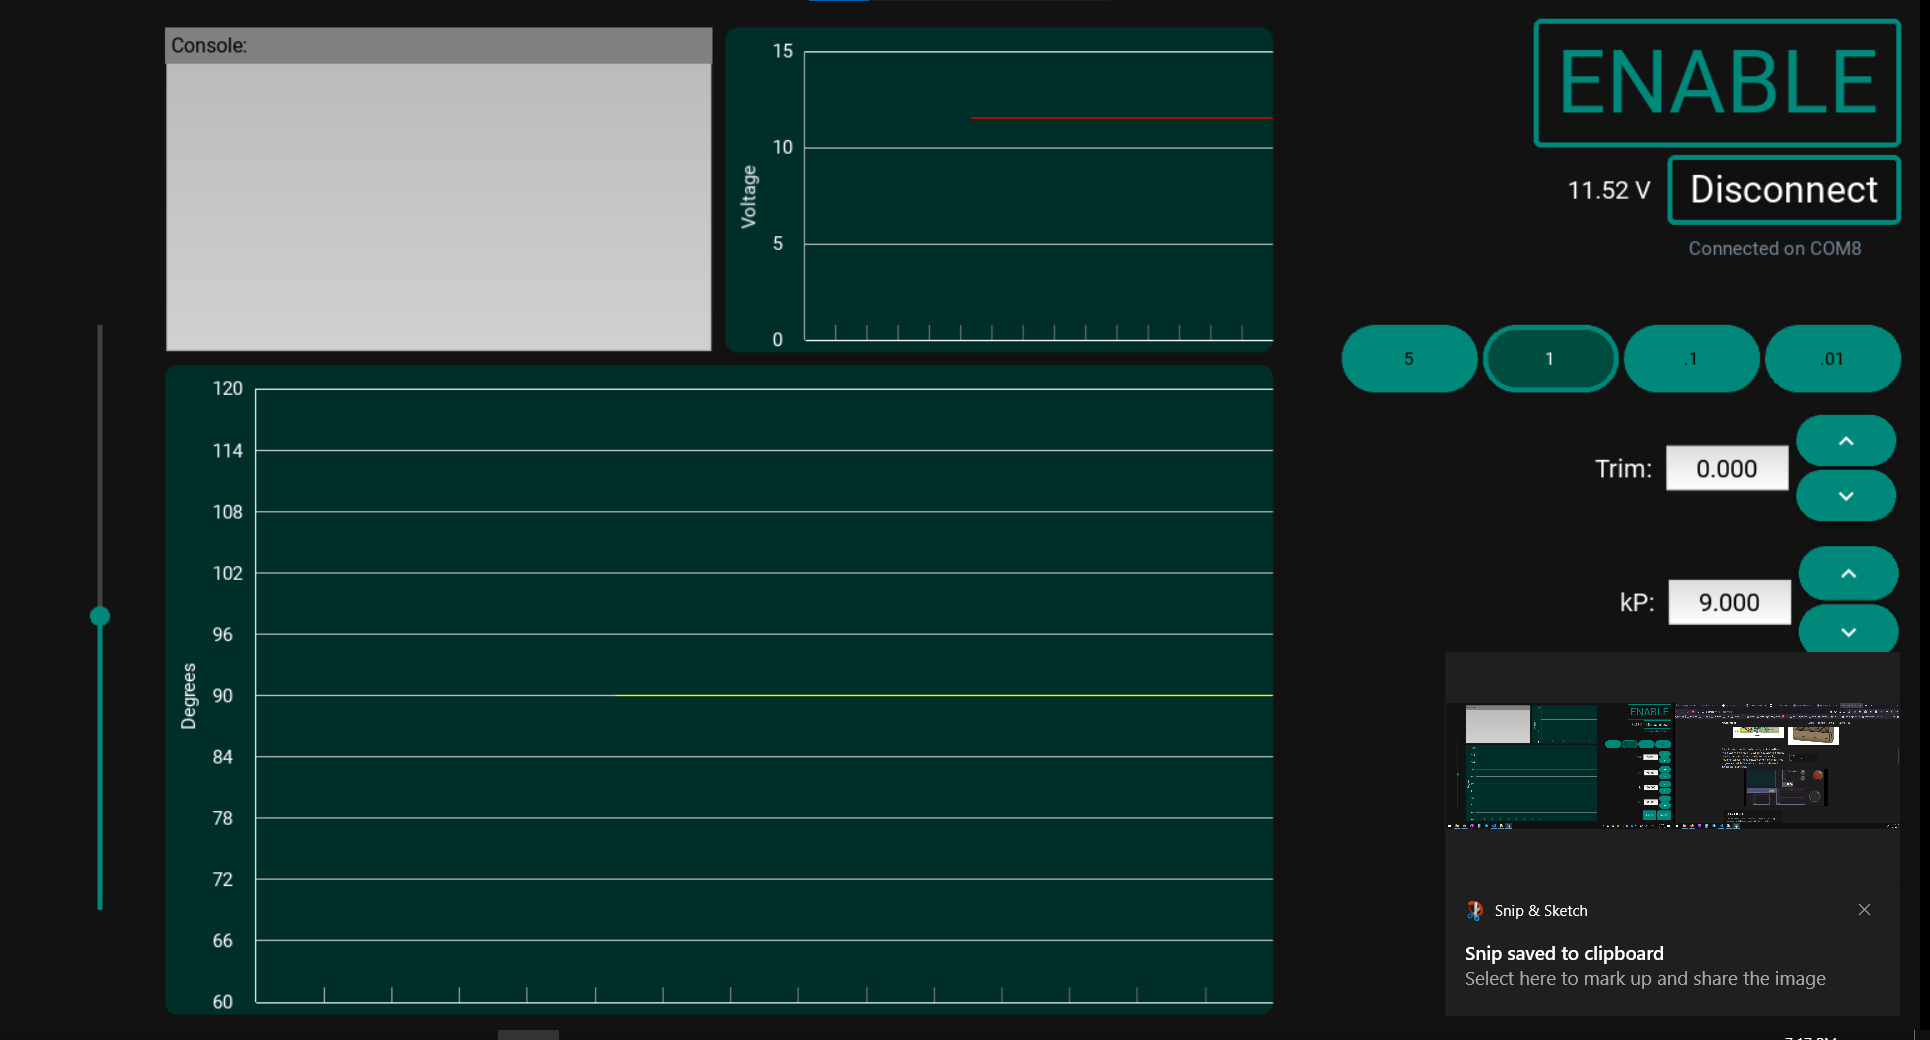 Console:
15
10
5
0
Voltage
ENABLE
11.52 V
Disconnect
Connected on COM8
5
1
.1
.01
Trim:
0.000
kP:
9.000
120
114
108
102
96
90
84
78
72
66
60
Degrees
ENABLE
Snip & Sketch
Snip saved to clipboard
Select here to mark up and share the image